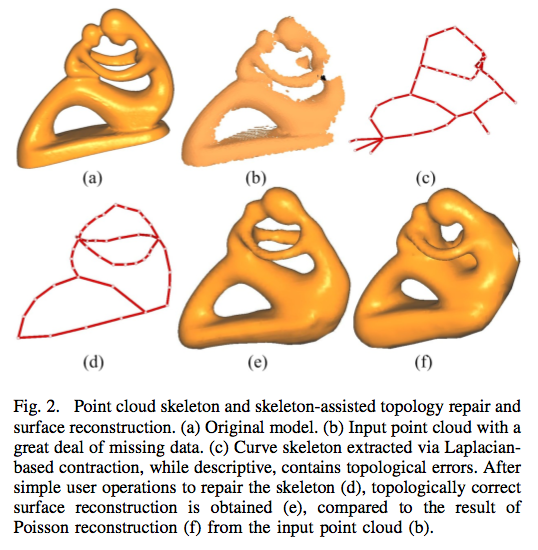 (a)
(b)
(c)
(d)
(e)
(f)
Fig. 2. Point cloud skeleton and skeleton-assisted topology repair and
surface reconstruction. (a) Original model. (b) Input point cloud with a
great deal of missing data. (c) Curve skeleton extracted via Laplacian-
based contraction, while descriptive, contains topological errors. After
simple user operations to repair the skeleton (d), topologically correct
surface reconstruction is obtained (e), compared to the result of
Poisson reconstruction (f) from the input point cloud (b).